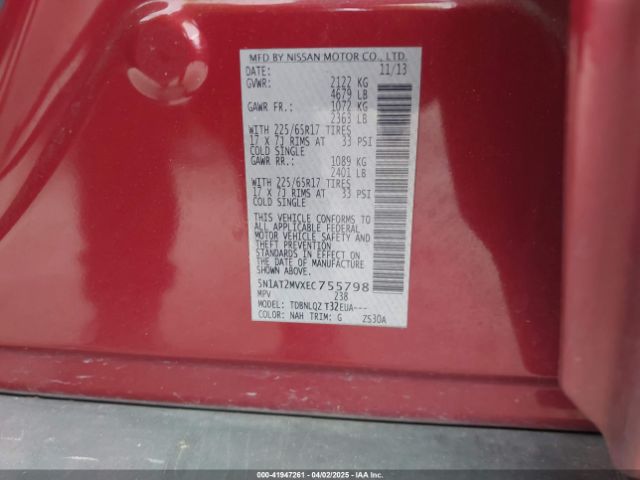 MFD BY NISSAN MOTOR CO., LTD.
DATE: 11/13
GVWR: 2122 KG
4679 LB
GAWR FR.: 1072 KG
2363 LB
WITH 225/65R17 TIRES
17 X 7J RIMS AT 33 PSI
COLD SINGLE
GAWR RR.: 1089 KG
2401 LB
WITH 225/65R17 TIRES
17 X 7J RIMS AT 33 PSI
COLD SINGLE
THIS VEHICLE CONFORMS TO
ALL APPLICABLE FEDERAL
MOTOR VEHICLE SAFETY AND
THEFT PREVENTION
STANDARDS IN EFFECT ON
THE DATE OF MANUFACTURE
SHOWN ABOVE.
5N1AT2MVXEC755798
MPV 238
MODEL: TDBNLQZ T32EUA---
COLOR: NAH TRIM: G ZS30A
000-41947261 - 04/02/2025 - IAAI.COM